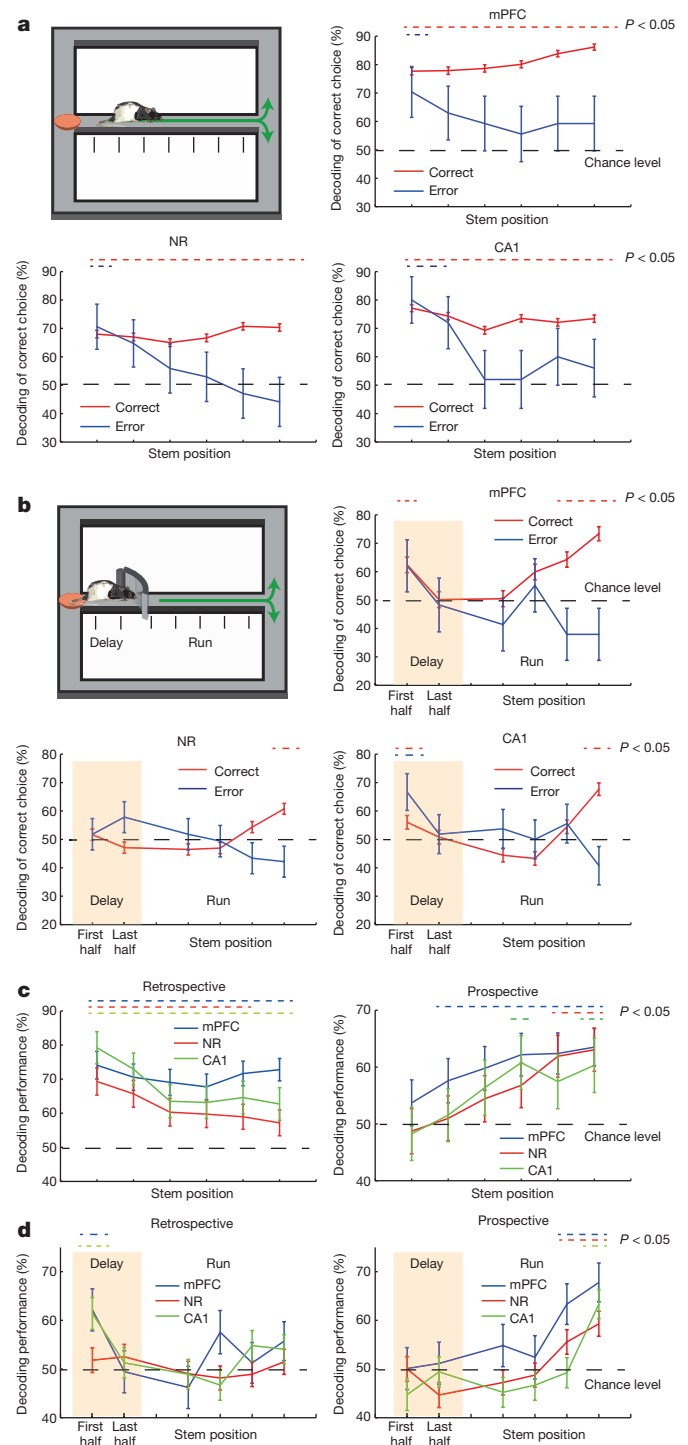 a
mPFC
P < 0.05
Decoding of correct choice (%)
90
80
70
60
50
40
30
Chance level
Correct
Error
Stem position
NR
Decoding of correct choice (%)
90
80
70
60
50
40
30
Correct
Error
Stem position
CA1
P < 0.05
Decoding of correct choice (%)
90
80
70
60
50
40
30
Correct
Error
Stem position
b
Delay
Run
mPFC
P < 0.05
Decoding of correct choice (%)
80
70
60
50
40
30
20
Correct
Error
Chance level
Delay
Run
First half
Last half
Stem position
NR
Decoding of correct choice (%)
80
70
60
50
40
30
20
Correct
Error
Delay
Run
First half
Last half
Stem position
CA1
P < 0.05
Decoding of correct choice (%)
80
70
60
50
40
30
20
Correct
Error
Delay
Run
First half
Last half
Stem position
c
Retrospective
Decoding performance (%)
90
80
70
60
50
40
mPFC
NR
CA1
Stem position
Prospective
P < 0.05
Decoding performance (%)
70
60
50
40
Chance level
mPFC
NR
CA1
Stem position
d
Retrospective
Decoding performance (%)
70
60
50
40
Delay
Run
mPFC
NR
CA1
First half
Last half
Stem position
Prospective
P < 0.05
Decoding performance (%)
70
60
50
40
Delay
Run
mPFC
NR
CA1
Chance level
First half
Last half
Stem position